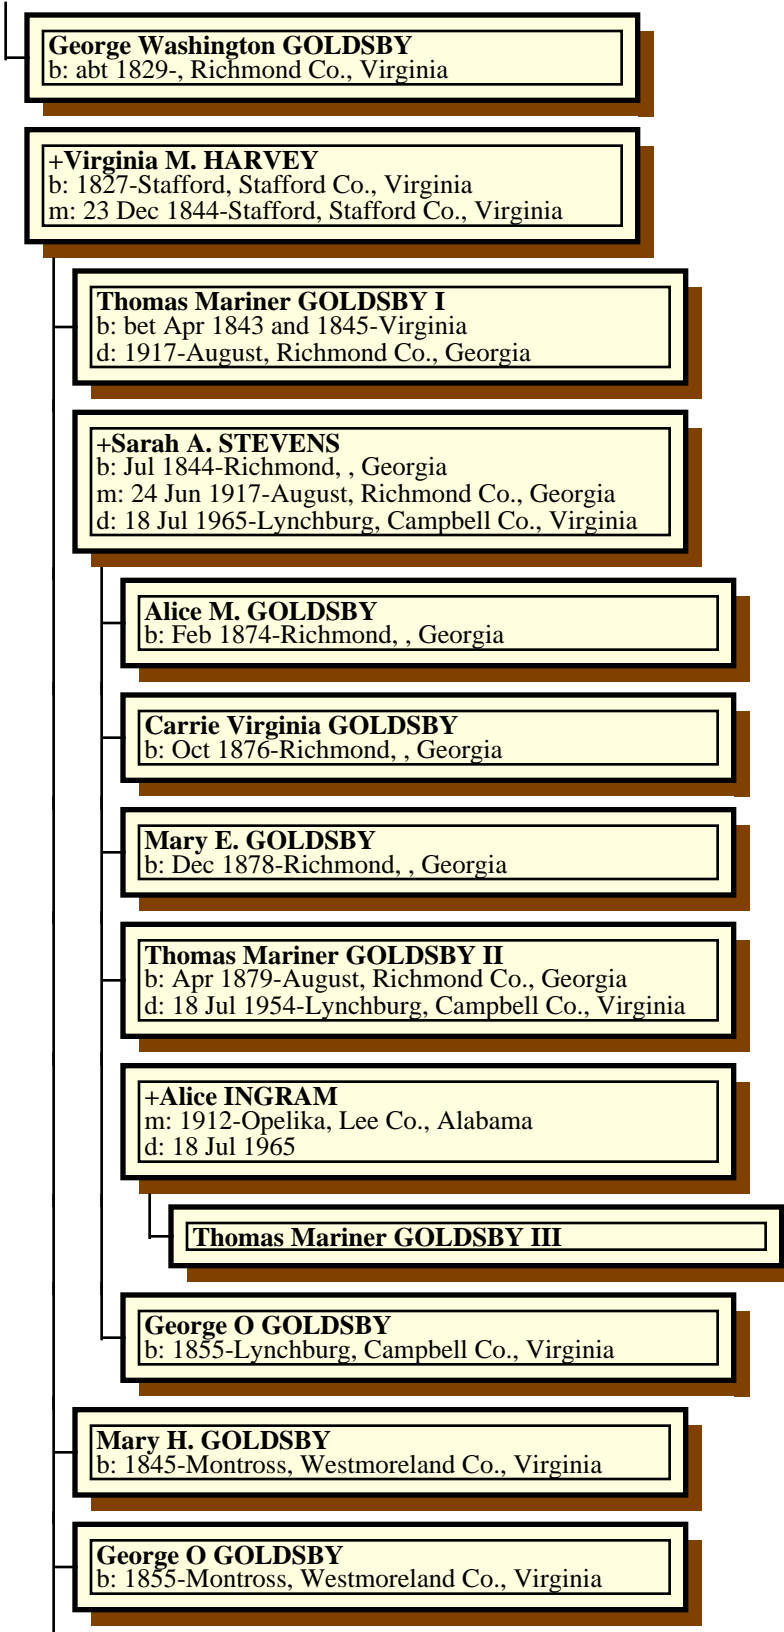 George Washington GOLDSBY
b: abt 1829-, Richmond Co., Virginia
+Virginia M. HARVEY
b: 1827-Stafford, Stafford Co., Virginia
m: 23 Dec 1844-Stafford, Stafford Co., Virginia
Thomas Mariner GOLDSBY I
b: bet Apr 1843 and 1845-Virginia
d: 1917-August, Richmond Co., Georgia
+Sarah A. STEVENS
b: Jul 1844-Richmond, , Georgia
m: 24 Jun 1917-August, Richmond Co., Georgia
d: 18 Jul 1965-Lynchburg, Campbell Co., Virginia
Alice M. GOLDSBY
b: Feb 1874-Richmond, , Georgia
Carrie Virginia GOLDSBY
b: Oct 1876-Richmond, , Georgia
Mary E. GOLDSBY
b: Dec 1878-Richmond, , Georgia
Thomas Mariner GOLDSBY II
b: Apr 1879-August, Richmond Co., Georgia
d: 18 Jul 1954-Lynchburg, Campbell Co., Virginia
+Alice INGRAM
m: 1912-Opelika, Lee Co., Alabama
d: 18 Jul 1965
Thomas Mariner GOLDSBY III
George O GOLDSBY
b: 1855-Lynchburg, Campbell Co., Virginia
Mary H. GOLDSBY
b: 1845-Montross, Westmoreland Co., Virginia
George O GOLDSBY
b: 1855-Montross, Westmoreland Co., Virginia